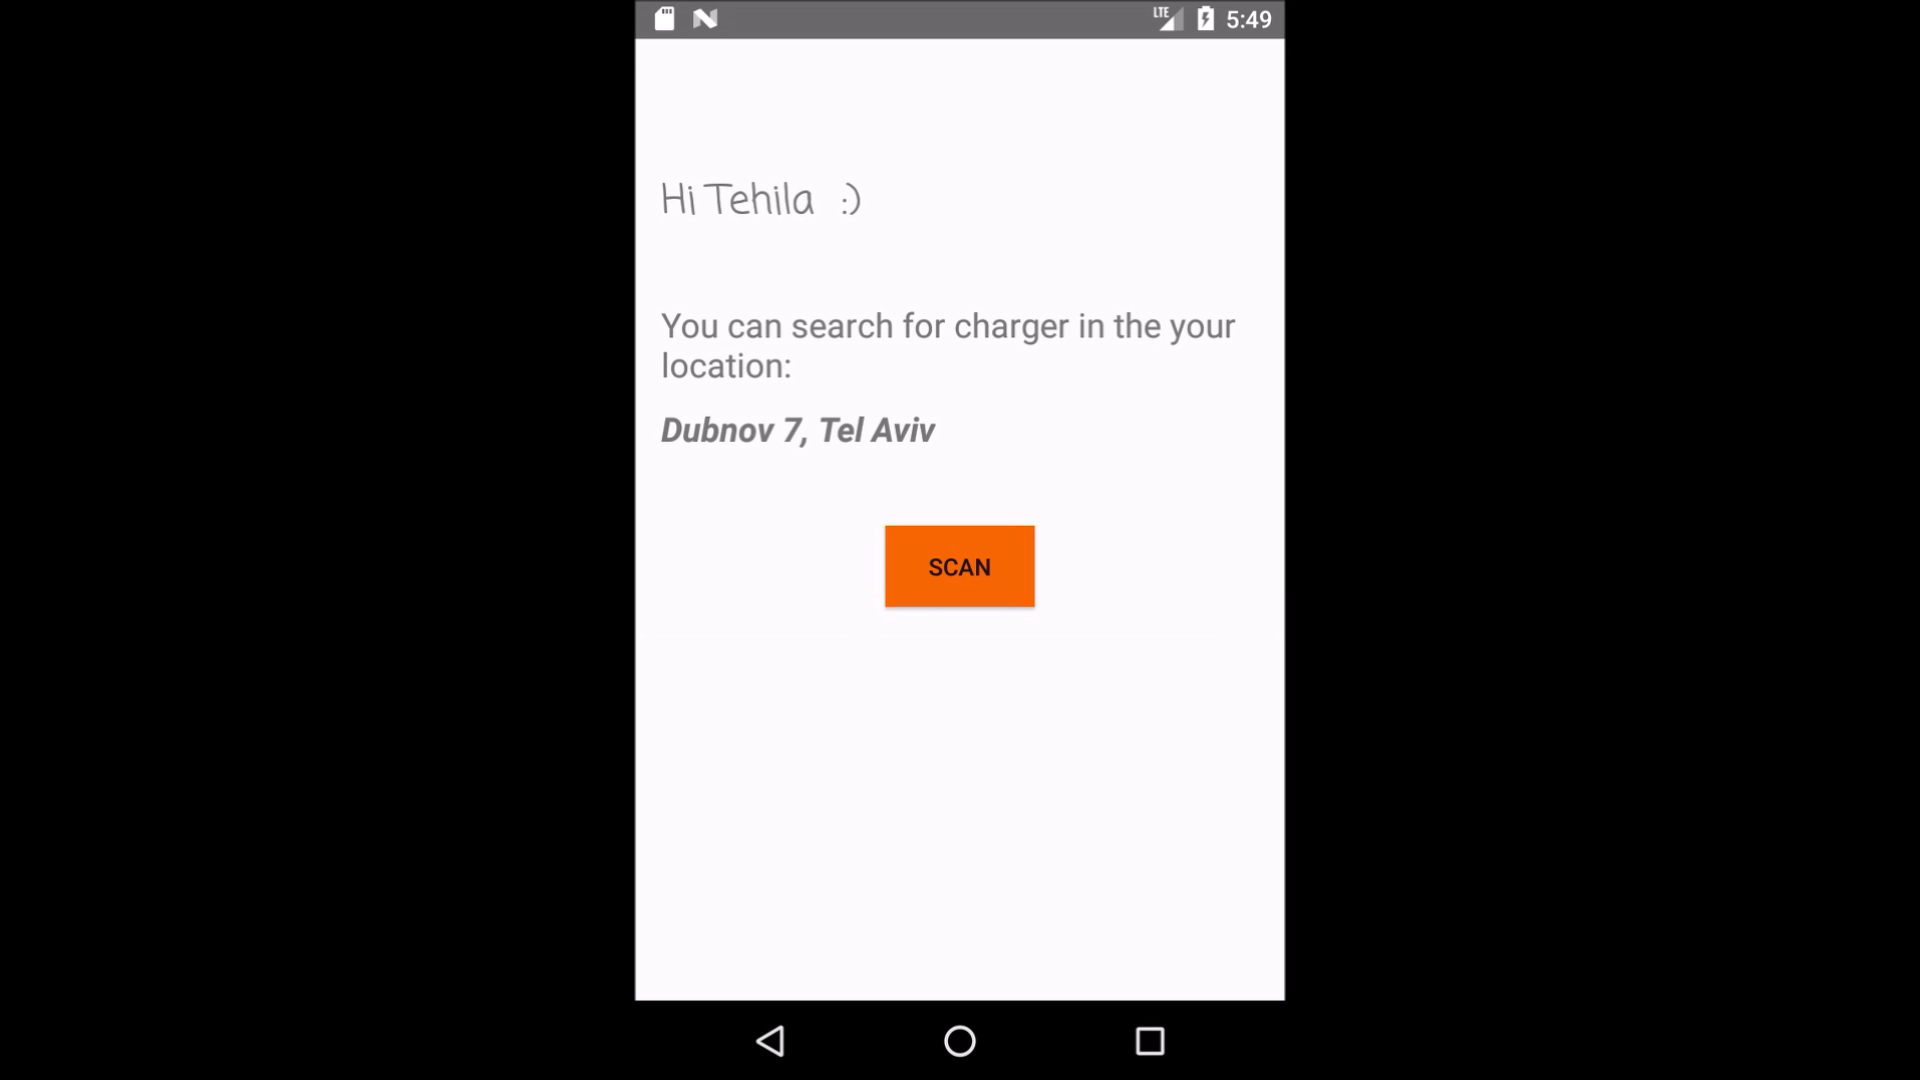 LTE 5:49
Hi Tehila :)
You can search for charger in the your
location:
Dubnov 7, Tel Aviv
SCAN